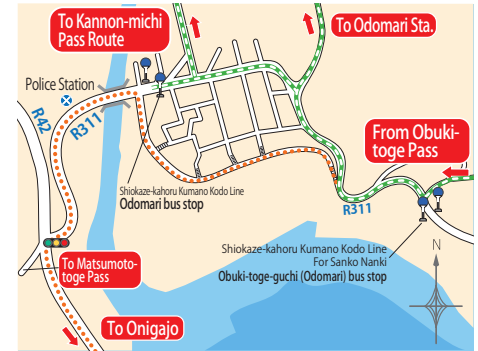 To Kannon-michi
Pass Route
To Odomari Sta.
Police Station
R42
R311
From Obuki-
toge Pass
Shiokaze-kahoru Kumano Kodo Line
Odomari bus stop
R311
Shiokaze-kahoru Kumano Kodo Line
For Sanko Nanki
Obuki-toge-guchi (Odomari) bus stop
N
To Matsumoto-
toge Pass
To Onigajo